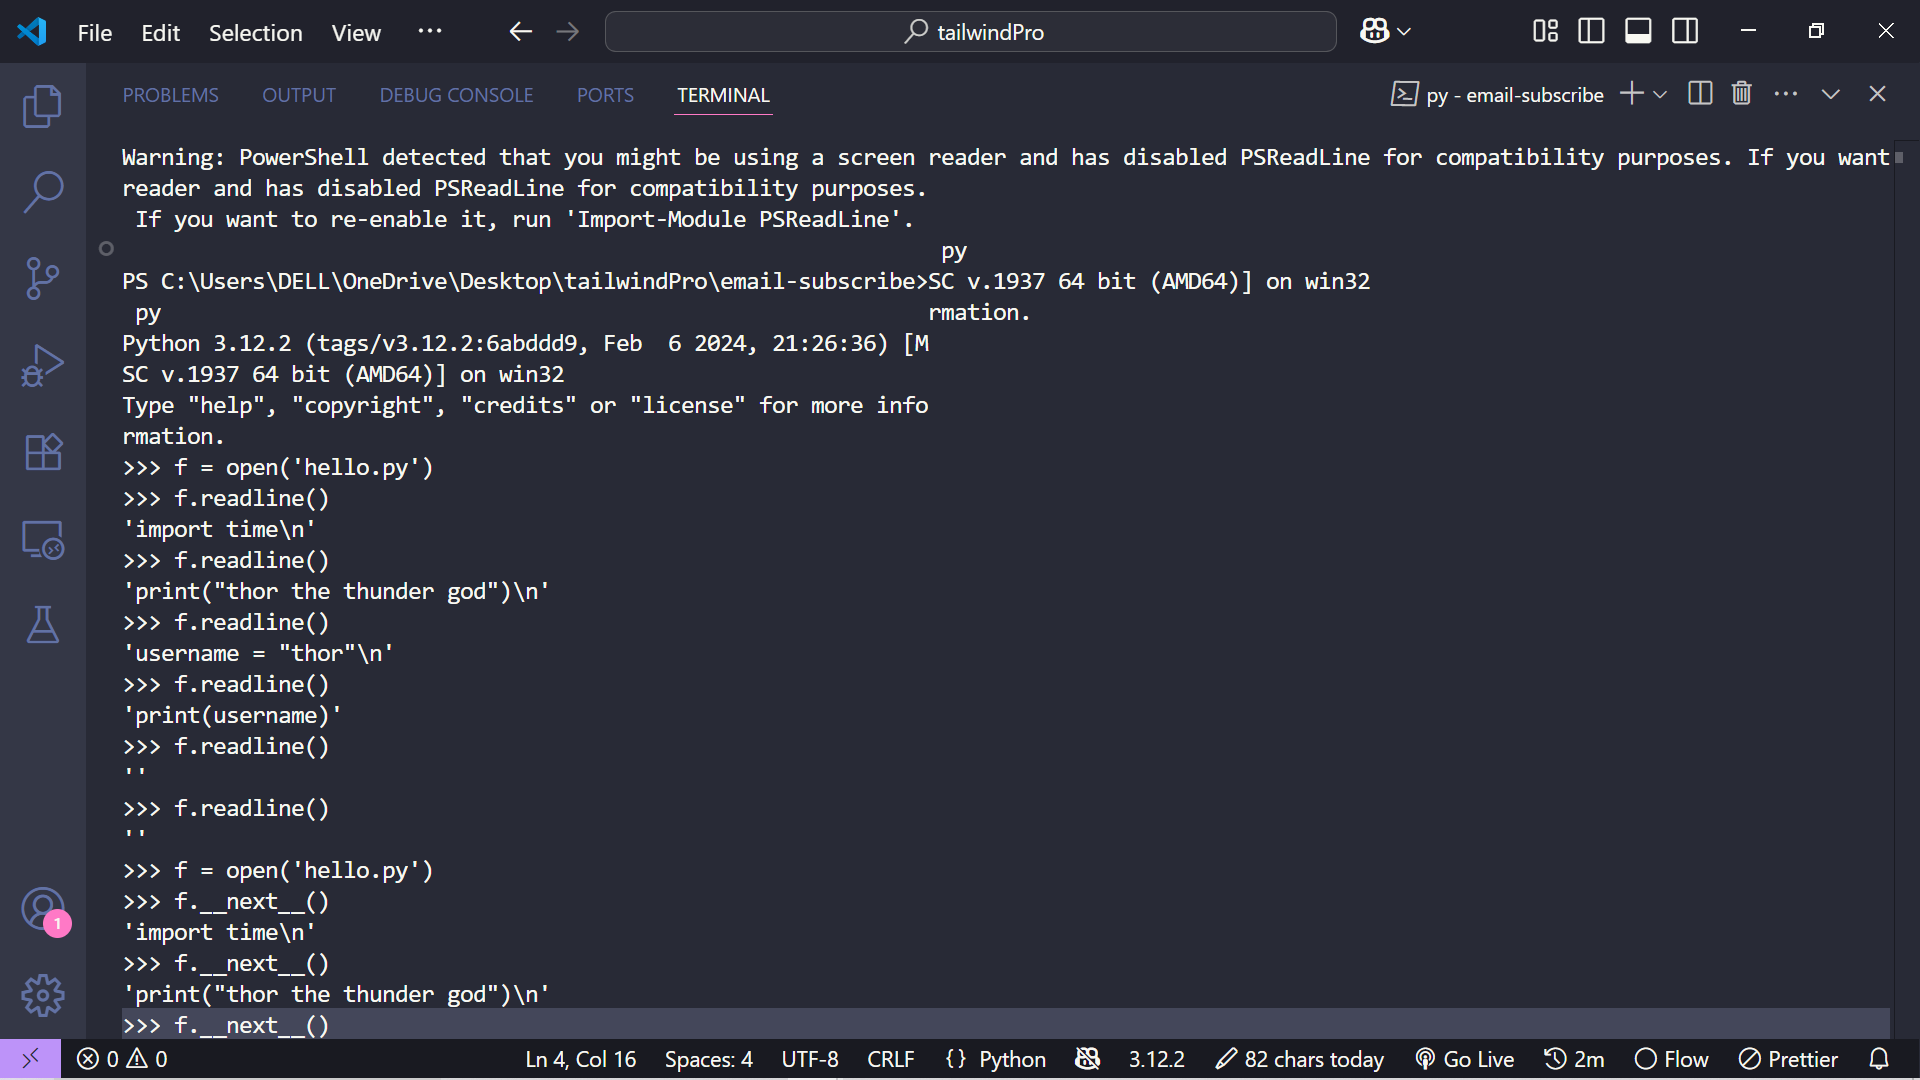 File Edit Selection View ··· tailwindPro
PROBLEMS OUTPUT DEBUG CONSOLE PORTS TERMINAL py - email-subscribe
Warning: PowerShell detected that you might be using a screen reader and has disabled PSReadLine for compatibility purposes. If you want
reader and has disabled PSReadLine for compatibility purposes.
If you want to re-enable it, run 'Import-Module PSReadLine'.
py
PS C:\Users\DELL\OneDrive\Desktop\tailwindPro\email-subscribe>SC v.1937 64 bit (AMD64)] on win32
py rmation.
Python 3.12.2 (tags/v3.12.2:6abddd9, Feb  6 2024, 21:26:36) [M
SC v.1937 64 bit (AMD64)] on win32
Type "help", "copyright", "credits" or "license" for more info
rmation.
>>> f = open('hello.py')
>>> f.readline()
'import time\n'
>>> f.readline()
'print("thor the thunder god")\n'
>>> f.readline()
'username = "thor"\n'
>>> f.readline()
'print(username)'
>>> f.readline()
''
>>> f.readline()
''
>>> f = open('hello.py')
>>> f.__next__()
'import time\n'
>>> f.__next__()
'print("thor the thunder god")\n'
>>> f.__next__()
1
0 0 Ln 4, Col 16 Spaces: 4 UTF-8 CRLF {} Python 3.12.2 82 chars today Go Live 2m Flow Prettier